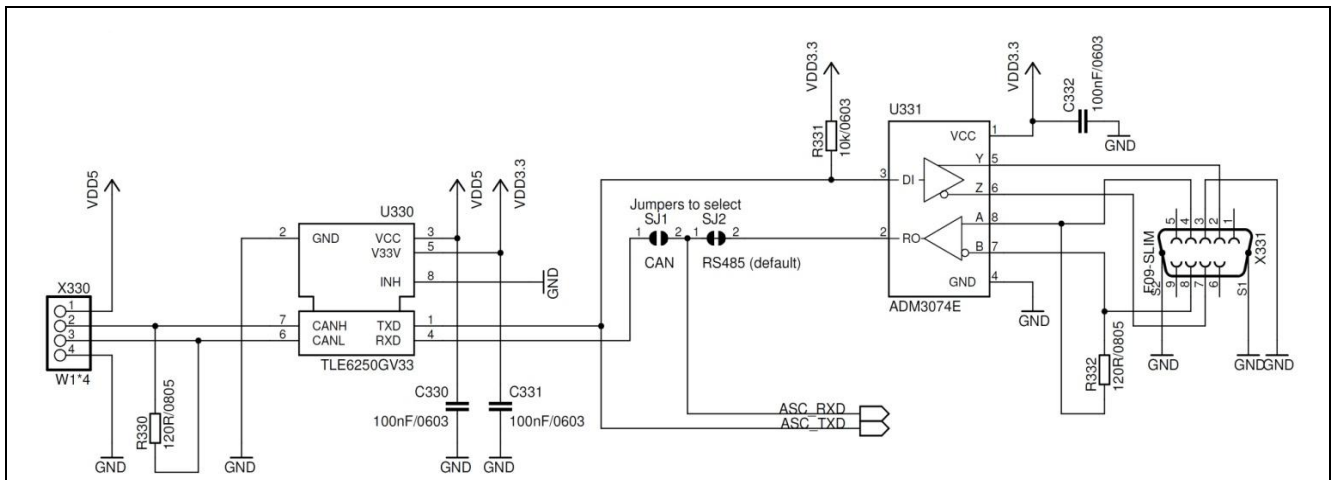 VDD5
X330
1
2
3
4
W1*4
GND
R330
120R/0805
GND
GND
U330
2
GND
VCC
3
V33V
5
INH
8
7
CANH
TXD
1
6
CANL
RXD
4
TLE6250GV33
VDD5
VDD3.3
GND
C330
100nF/0603
C331
100nF/0603
GND
GND
Jumpers to select
SJ1
SJ2
1
2
1
2
CAN
RS485 (default)
ASC_RXD
ASC_TXD
VDD3.3
R331
10k/0603
U331
VCC
1
3
DI
Y
5
Z
6
2
RO
A
8
B
7
GND
4
ADM3074E
GND
VDD3.3
C332
100nF/0603
GND
R332
120R/0805
F09-SLIM
X331
5
4
3
2
1
9
8
7
6
S2
S1
GND
GND
GND